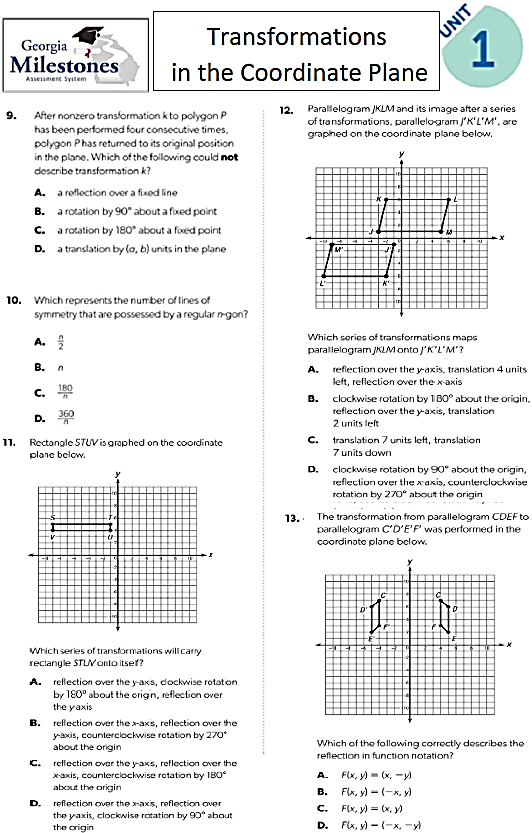 Georgia
Milestones
Assessment System
Transformations
in the Coordinate Plane
UNIT
1
9. After nonzero transformation k to polygon P
has been performed four consecutive times,
polygon P has returned to its original position
in the plane. Which of the following could not
describe transformation k?
A. a reflection over a fixed line
B. a rotation by 90° about a fixed point
C. a rotation by 180° about a fixed point
D. a translation by (a, b) units in the plane
10. Which represents the number of lines of
symmetry that are possessed by a regular n-gon?
A. n/2
B. n
C. 180/n
D. 360/n
11. Rectangle STUV is graphed on the coordinate
plane below.
y
S T
V U
x
Which series of transformations will carry
rectangle STUV onto itself?
A. reflection over the y-axis, clockwise rotation
by 180° about the origin, reflection over
the y-axis
B. reflection over the x-axis, reflection over the
y-axis, counterclockwise rotation by 270°
about the origin
C. reflection over the y-axis, reflection over the
x-axis, counterclockwise rotation by 180°
about the origin
D. reflection over the x-axis, reflection over
the y-axis, clockwise rotation by 90° about
the origin
12. Parallelogram JKLM and its image after a series
of transformations, parallelogram J'K'L'M', are
graphed on the coordinate plane below.
y
K L
J M
x
M' J'
L' K'
Which series of transformations maps
parallelogram JKLM onto J'K'L'M'?
A. reflection over the y-axis, translation 4 units
left, reflection over the x-axis
B. clockwise rotation by 180° about the origin,
reflection over the y-axis, translation
2 units left
C. translation 7 units left, translation
7 units down
D. clockwise rotation by 90° about the origin,
reflection over the x-axis, counterclockwise
rotation by 270° about the origin
13. The transformation from parallelogram CDEF to
parallelogram C'D'E'F' was performed in the
coordinate plane below.
y
C' C
D' D
F' F
E' E
x
Which of the following correctly describes the
reflection in function notation?
A. F(x, y) = (x, −y)
B. F(x, y) = (−x, y)
C. F(x, y) = (x, y)
D. F(x, y) = (−x, −y)